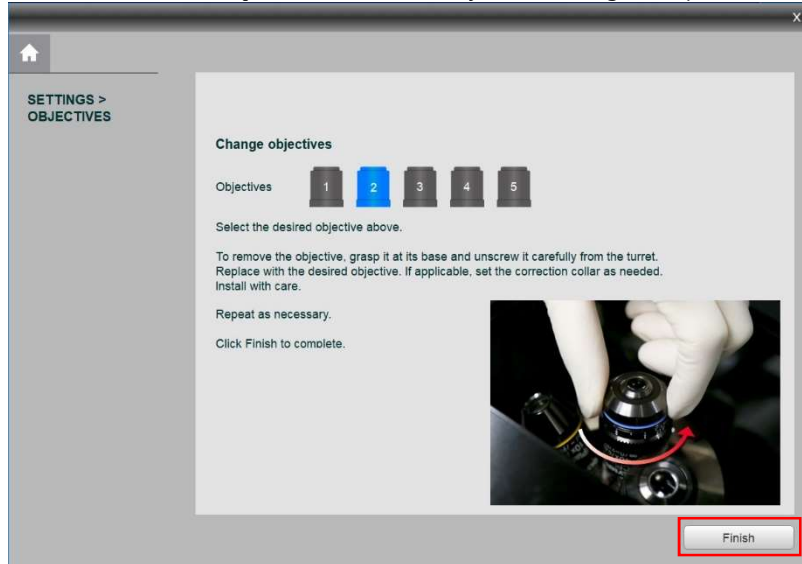 X
SETTINGS >
OBJECTIVES
Change objectives
Objectives 1 2 3 4 5
Select the desired objective above.
To remove the objective, grasp it at its base and unscrew it carefully from the turret.
Replace with the desired objective. If applicable, set the correction collar as needed.
Install with care.
Repeat as necessary.
Click Finish to complete.
Finish